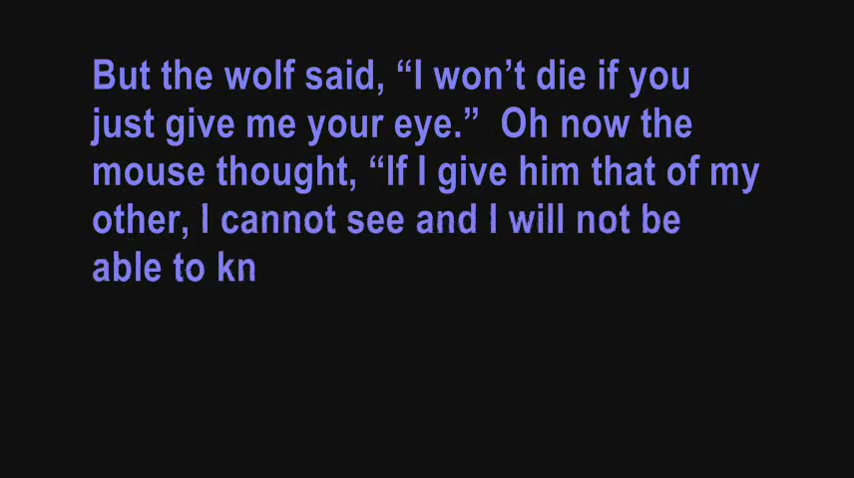 But the wolf said, “I won’t die if you
just give me your eye.”  Oh now the
mouse thought, “If I give him that of my
other, I cannot see and I will not be
able to kn